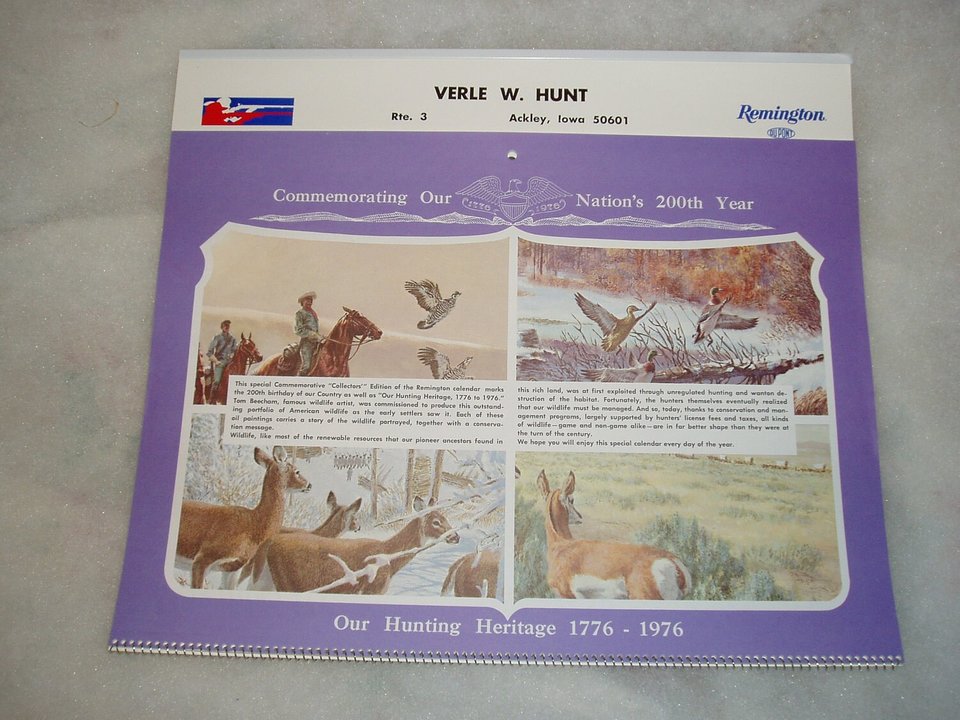 VERLE W. HUNT
Rte. 3 Ackley, Iowa 50601
Remington
DU PONT
Commemorating Our Nation's 200th Year
1776 1976
This special Commemorative "Collectors'" Edition of the Remington calendar marks
the 200th birthday of our Country as well as "Our Hunting Heritage, 1776 to 1976."
Tom Beecham, famous wildlife artist, was commissioned to produce this outstand-
ing portfolio of American wildlife as the early settlers saw it. Each of these
oil paintings carries a story of the wildlife portrayed, together with a conserva-
tion message.
Wildlife, like most of the renewable resources that our pioneer ancestors found in
this rich land, was at first exploited through unregulated hunting and wanton de-
struction of the habitat. Fortunately, the hunters themselves eventually realized
that our wildlife must be managed. And so, today, thanks to conservation and man-
agement programs, largely supported by hunters' license fees and taxes, all kinds
of wildlife—game and non-game alike—are in far better shape than they were at
the turn of the century.
We hope you will enjoy this special calendar every day of the year.
Our Hunting Heritage 1776 - 1976